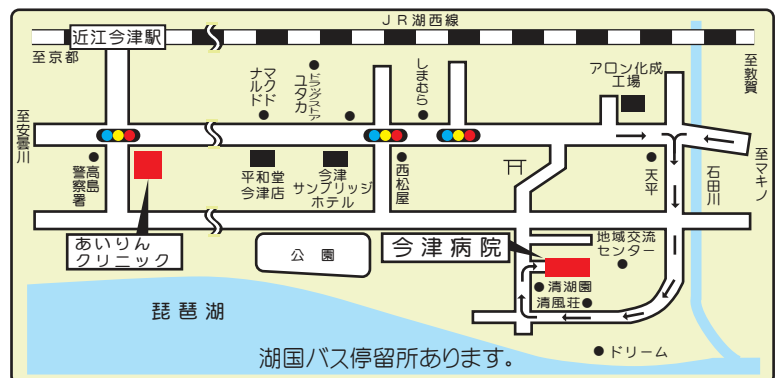 JR湖西線
近江今津駅
至京都
至敦賀
マクド
ナルド
ドラッグストア
ユタカ
しまむら
アロン化成
工場
至安曇川
高島
警察署
平和堂
今津店
今津
サンブリッジ
ホテル
西松屋
天平
石田川
至マキノ
あいりん
クリニック
公園
今津病院
地域交流
センター
清湖園
清風荘
琵琶湖
湖国バス停留所あります。
ドリーム